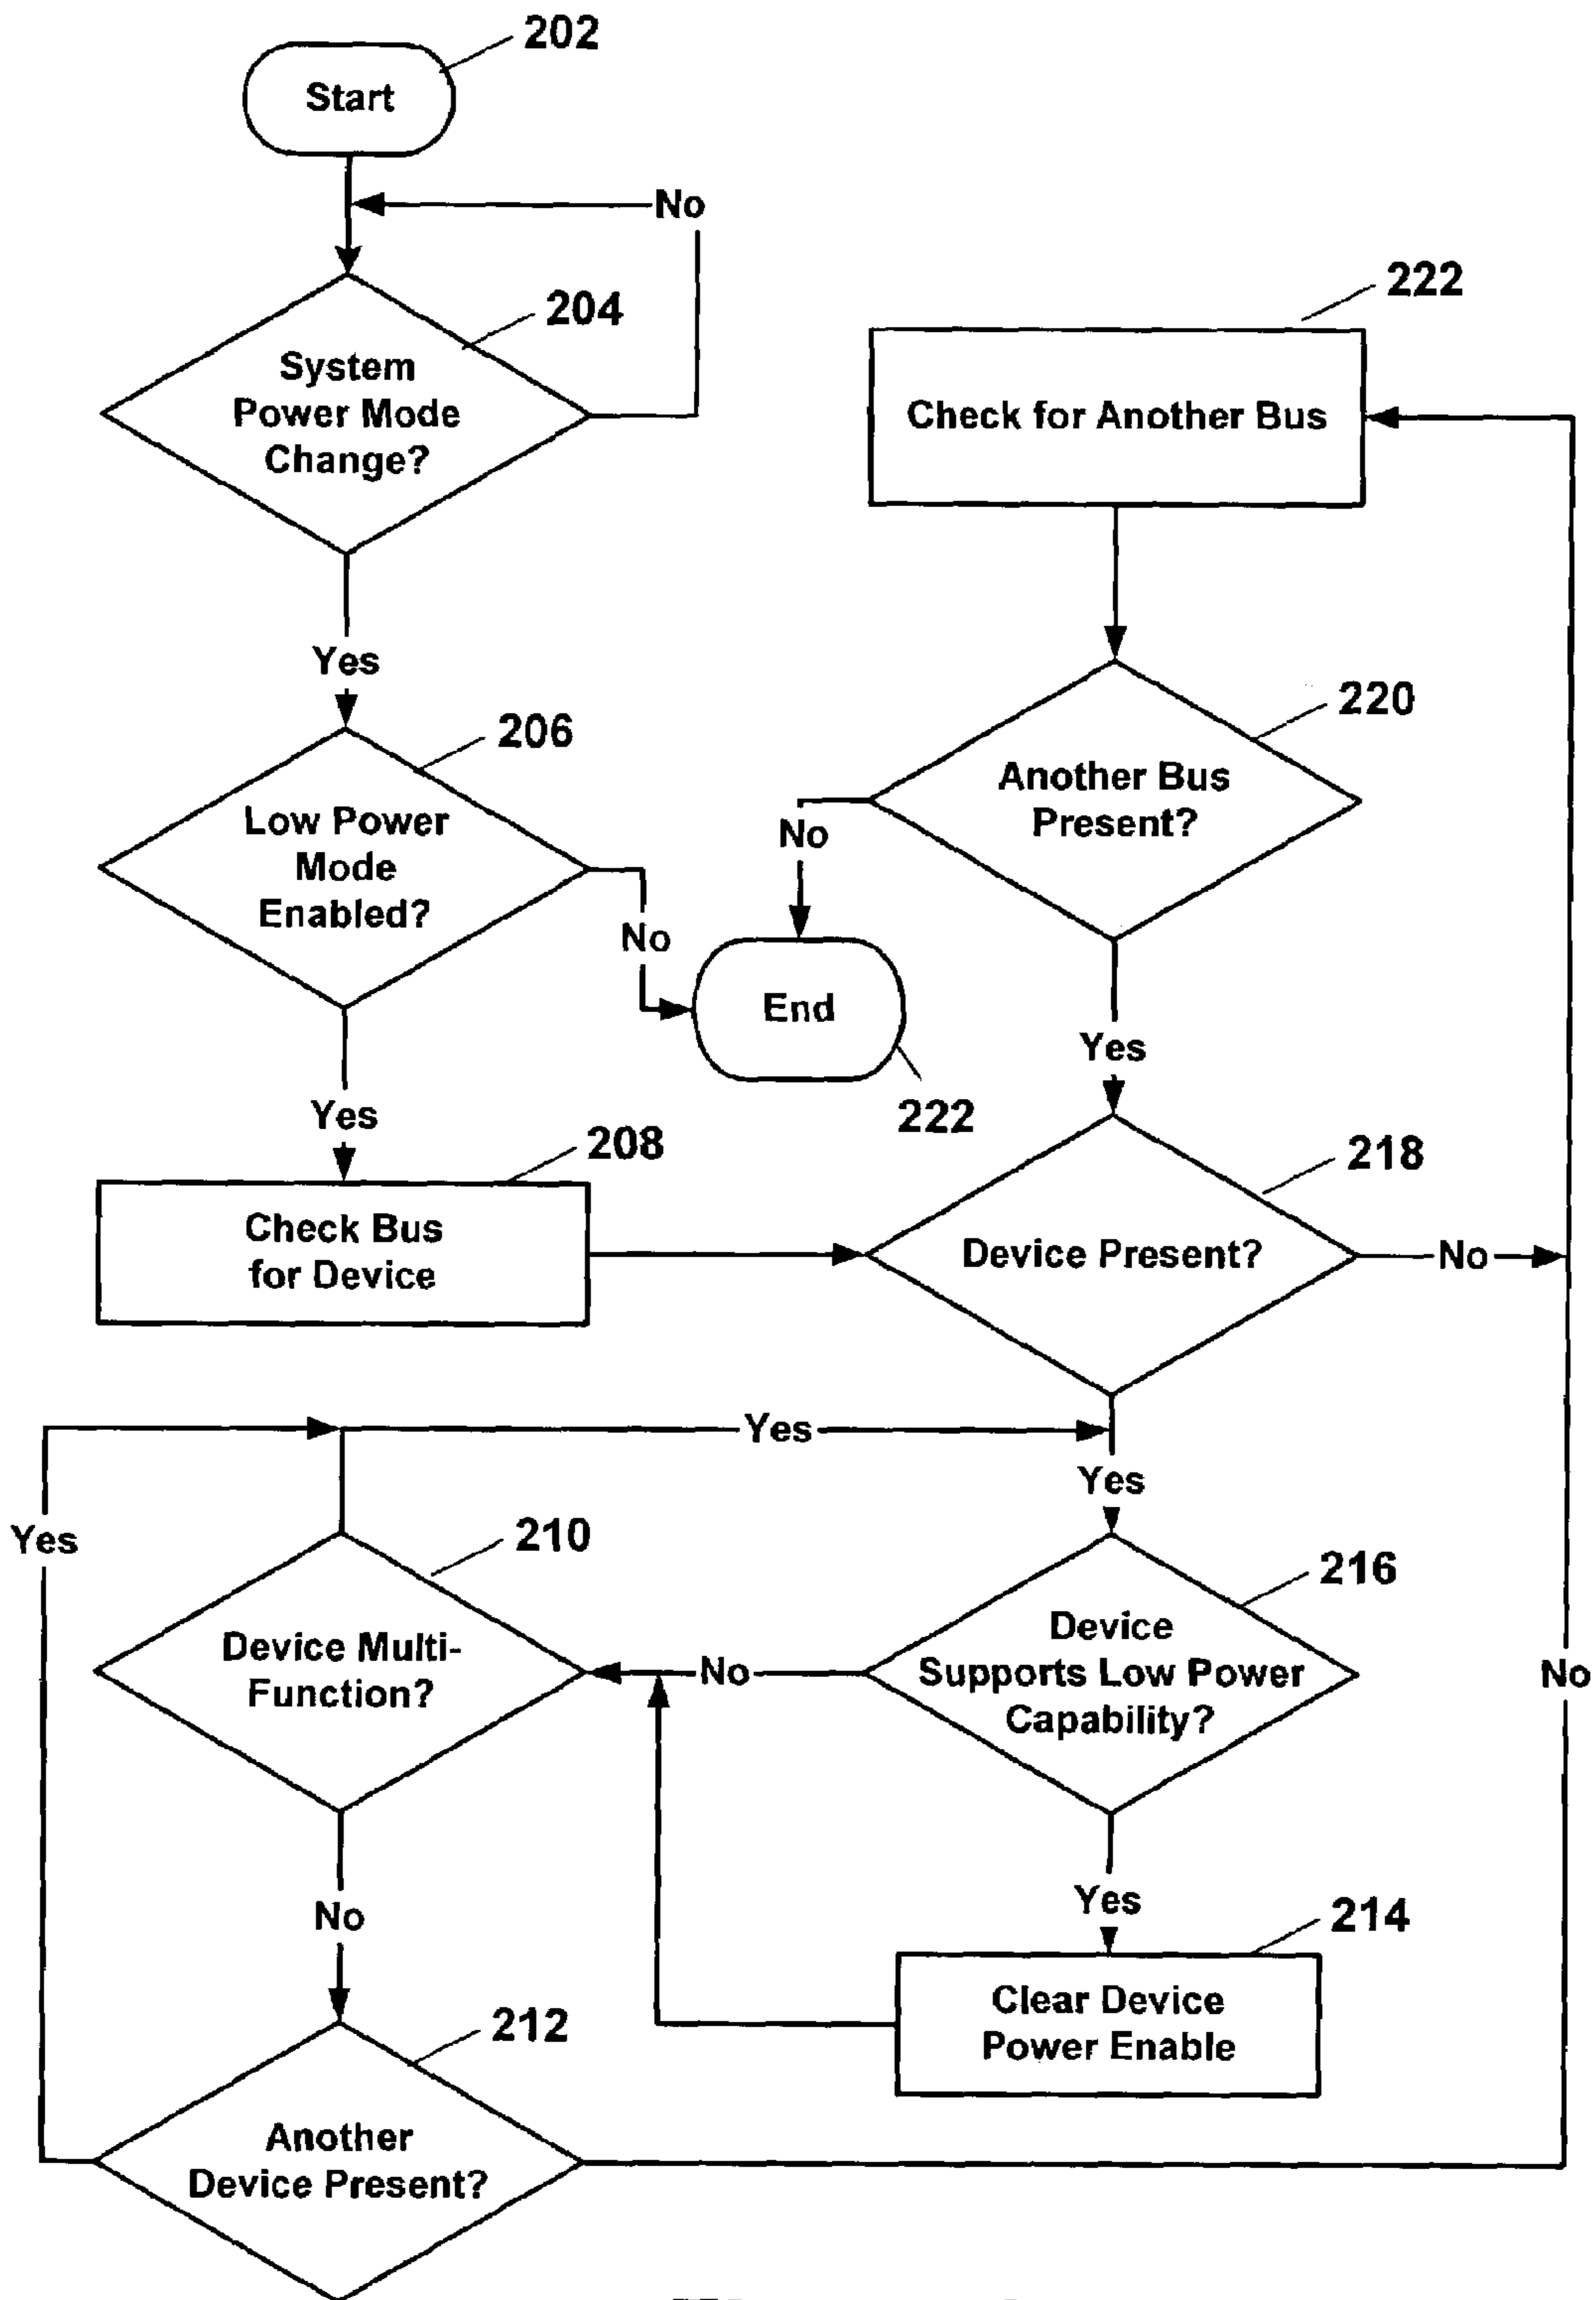 202
Start
No
204
System
Power Mode
Change?
Yes
222
Check for Another Bus
206
Low Power
Mode
Enabled?
No
220
Another Bus
Present?
No
End
222
Yes
Yes
208
Check Bus
for Device
218
Device Present?
No
Yes
Yes
Yes
210
Device Multi-
Function?
No
216
Device
Supports Low Power
Capability?
No
No
Yes
214
Clear Device
Power Enable
212
Another
Device Present?